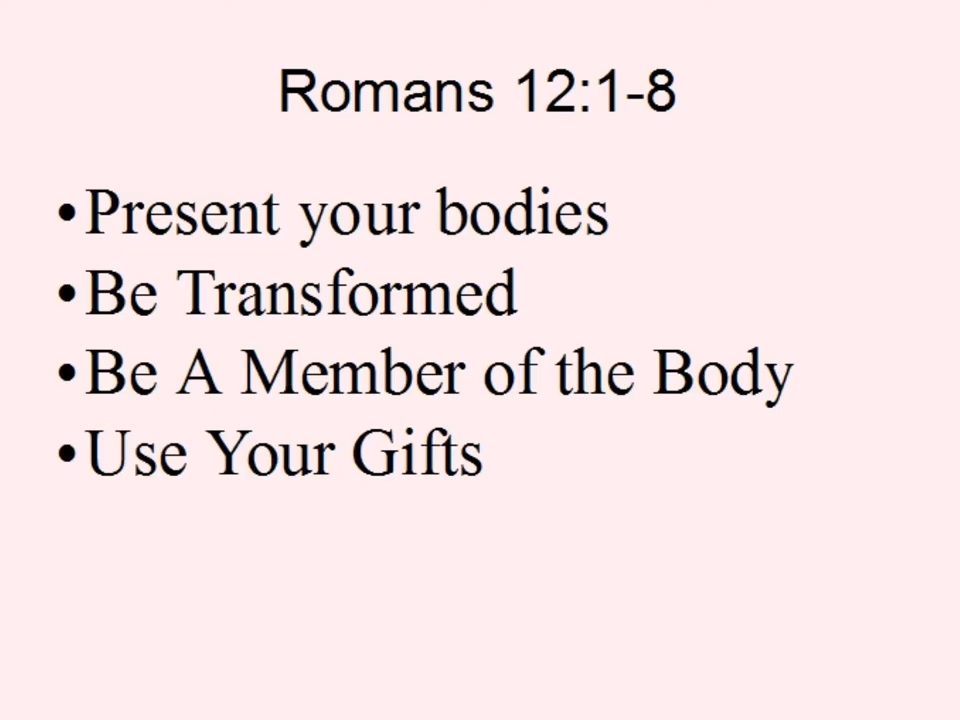 Romans 12:1-8
•Present your bodies
•Be Transformed
•Be A Member of the Body
•Use Your Gifts